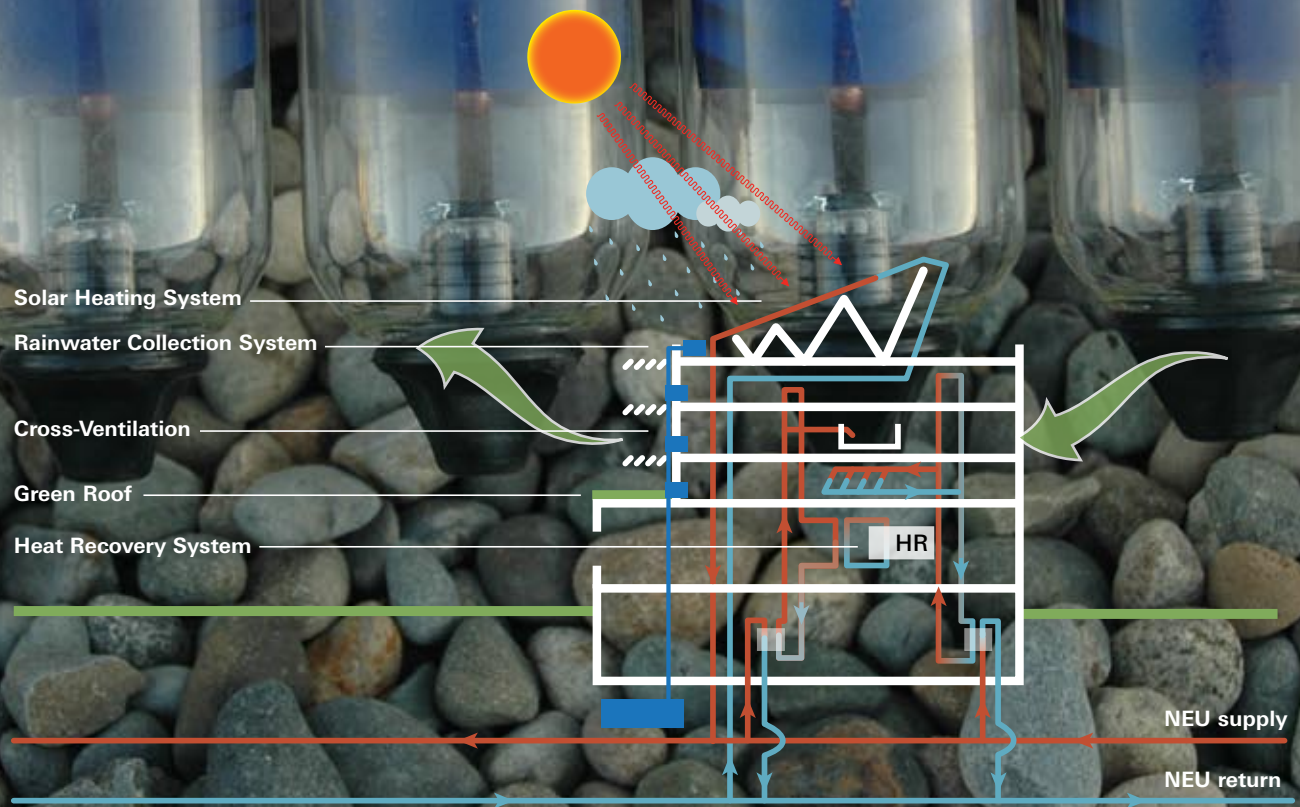 Solar Heating System
Rainwater Collection System
Cross-Ventilation
Green Roof
Heat Recovery System
HR
NEU supply
NEU return